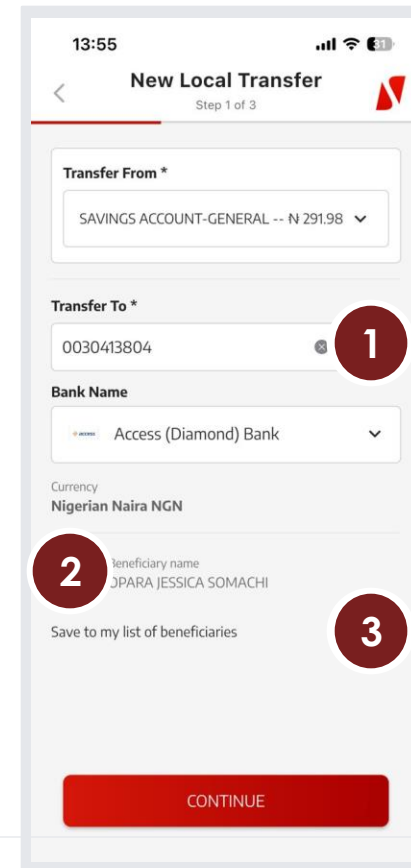 13:55
31
New Local Transfer
Step 1 of 3
Transfer From *
SAVINGS ACCOUNT-GENERAL -- ₦ 291.98
Transfer To *
0030413804
1
Bank Name
access
Access (Diamond) Bank
Currency
Nigerian Naira NGN
2
Beneficiary name
OPARA JESSICA SOMACHI
Save to my list of beneficiaries
3
CONTINUE